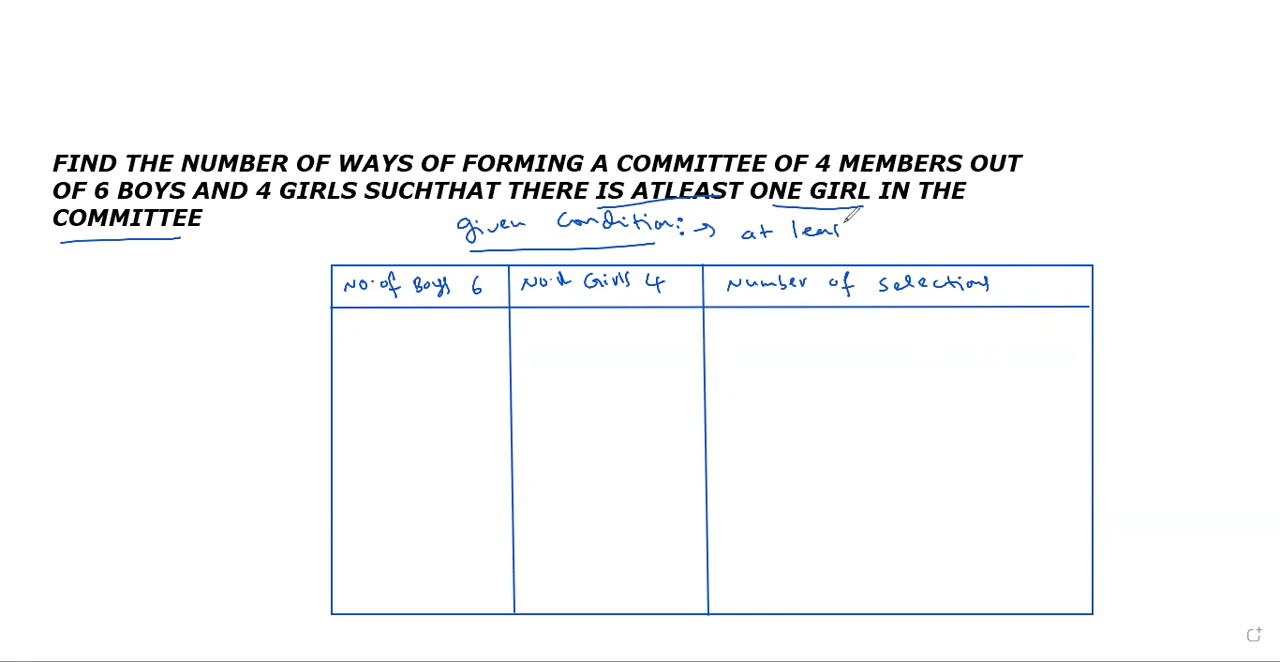 FIND THE NUMBER OF WAYS OF FORMING A COMMITTEE OF 4 MEMBERS OUT
OF 6 BOYS AND 4 GIRLS SUCHTHAT THERE IS ATLEAST ONE GIRL IN THE
COMMITTEE
given condition: → at leas
No. of Boys 6 No. of Girls 4 Number of selections